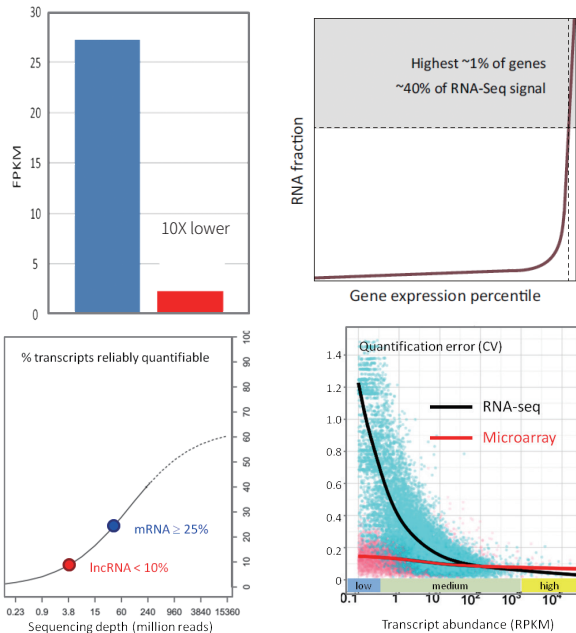 30
25
20
15
10
5
0
FPKM
10X lower
Highest ~1% of genes
~40% of RNA-Seq signal
RNA fraction
Gene expression percentile
% transcripts reliably quantifiable
100
90
80
70
60
50
40
30
20
10
0
mRNA ≥ 25%
lncRNA < 10%
0.23 0.9 3.8 15 60 240 960 3840 15360
Sequencing depth (million reads)
Quantification error (CV)
1.4
1.2
1.0
0.8
0.6
0.4
0.2
0.0
RNA-seq
Microarray
low medium high
0.1 1 10² 10³ 10⁴
Transcript abundance (RPKM)